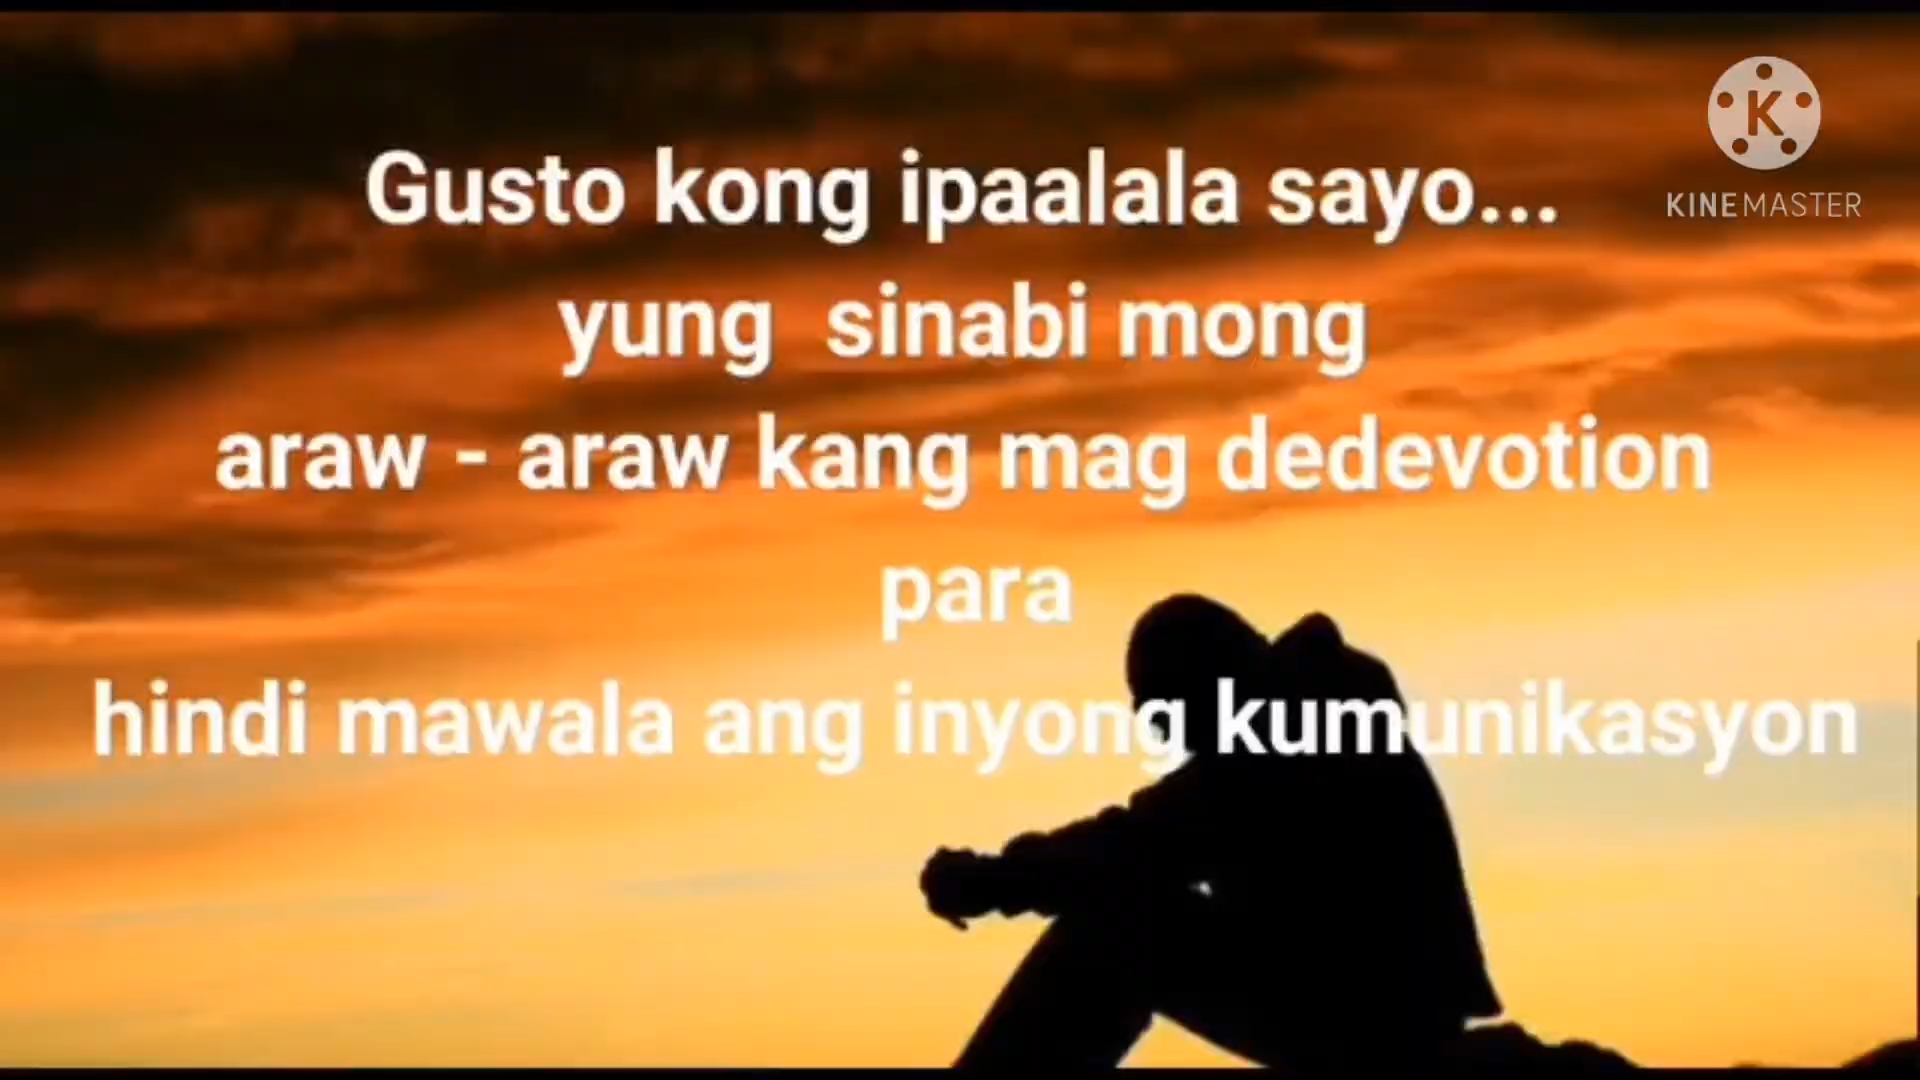 K
KINEMASTER
Gusto kong ipaalala sayo...
yung sinabi mong
araw - araw kang mag dedevotion
para
hindi mawala ang inyong kumunikasyon